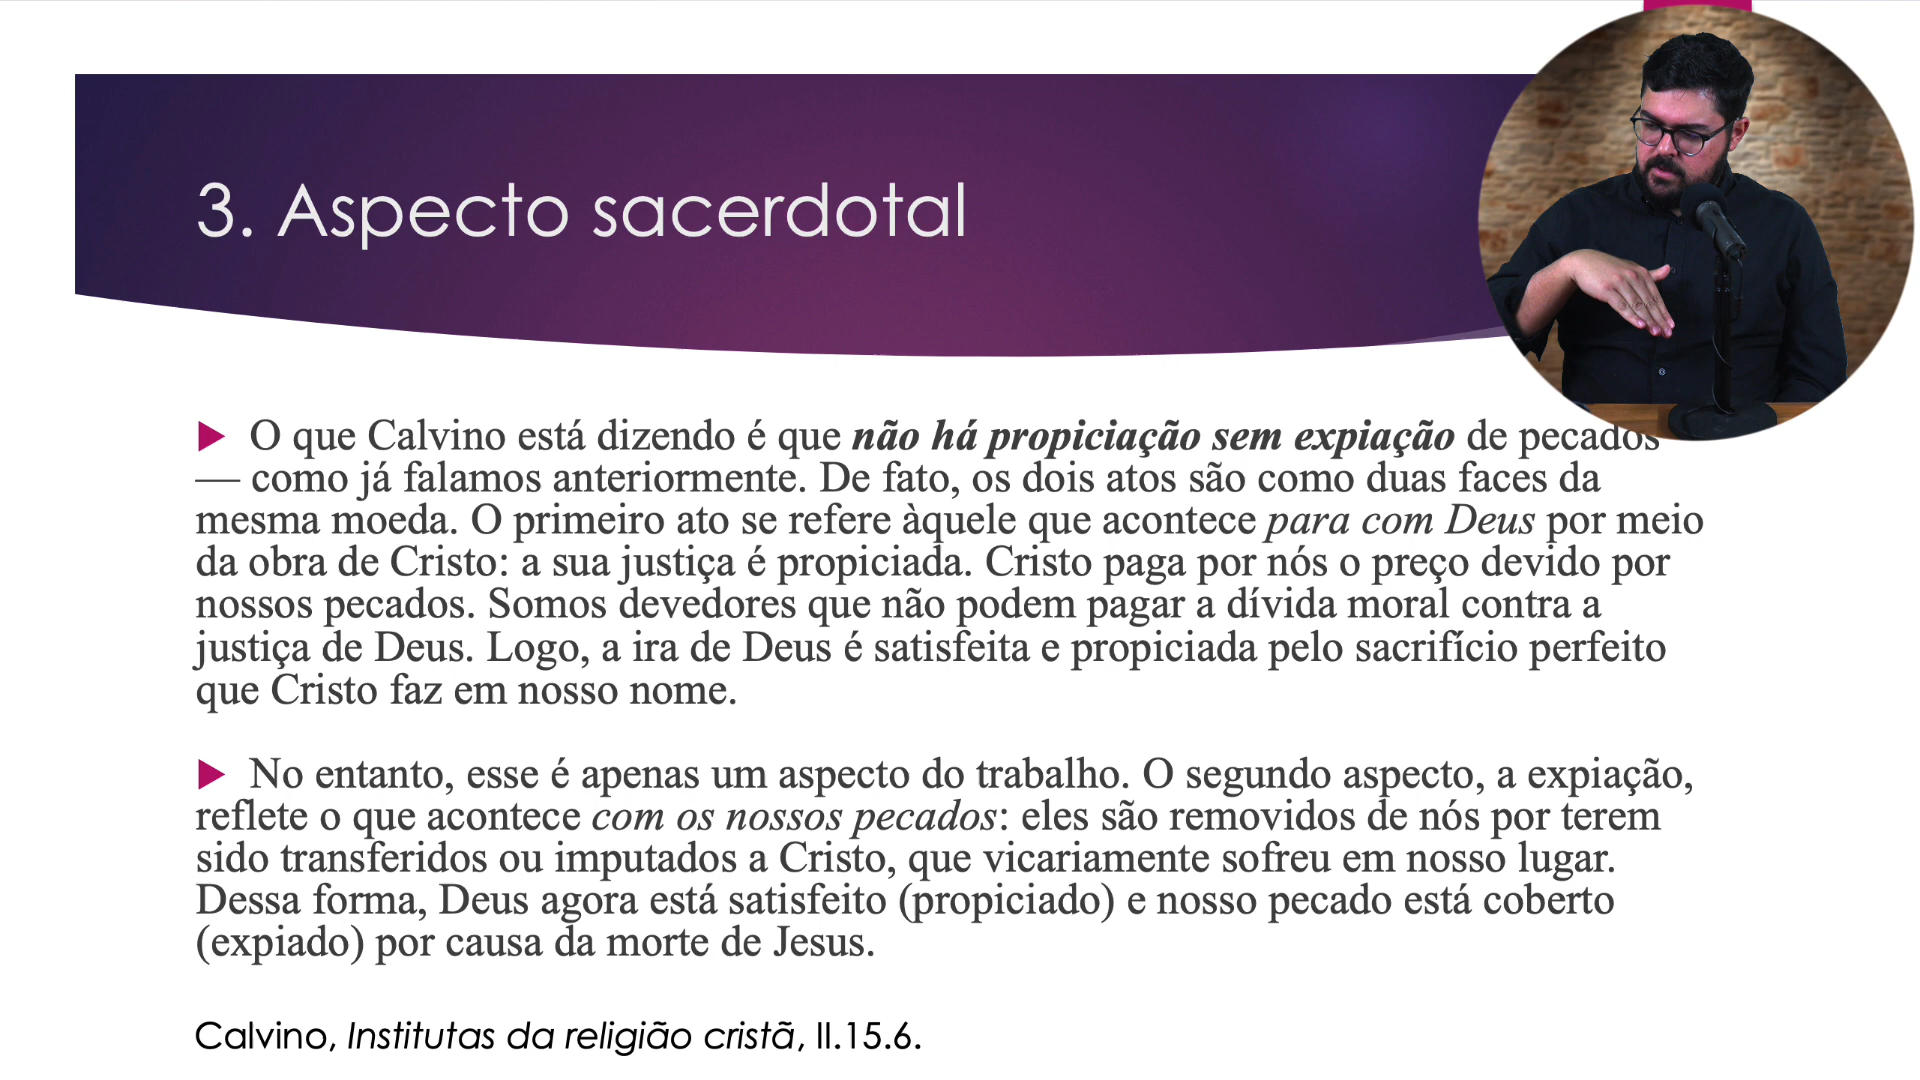 3. Aspecto sacerdotal
O que Calvino está dizendo é que não há propiciação sem expiação de pecados
— como já falamos anteriormente. De fato, os dois atos são como duas faces da
mesma moeda. O primeiro ato se refere àquele que acontece para com Deus por meio
da obra de Cristo: a sua justiça é propiciada. Cristo paga por nós o preço devido por
nossos pecados. Somos devedores que não podem pagar a dívida moral contra a
justiça de Deus. Logo, a ira de Deus é satisfeita e propiciada pelo sacrifício perfeito
que Cristo faz em nosso nome.
No entanto, esse é apenas um aspecto do trabalho. O segundo aspecto, a expiação,
reflete o que acontece com os nossos pecados: eles são removidos de nós por terem
sido transferidos ou imputados a Cristo, que vicariamente sofreu em nosso lugar.
Dessa forma, Deus agora está satisfeito (propiciado) e nosso pecado está coberto
(expiado) por causa da morte de Jesus.
Calvino, Institutas da religião cristã, II.15.6.